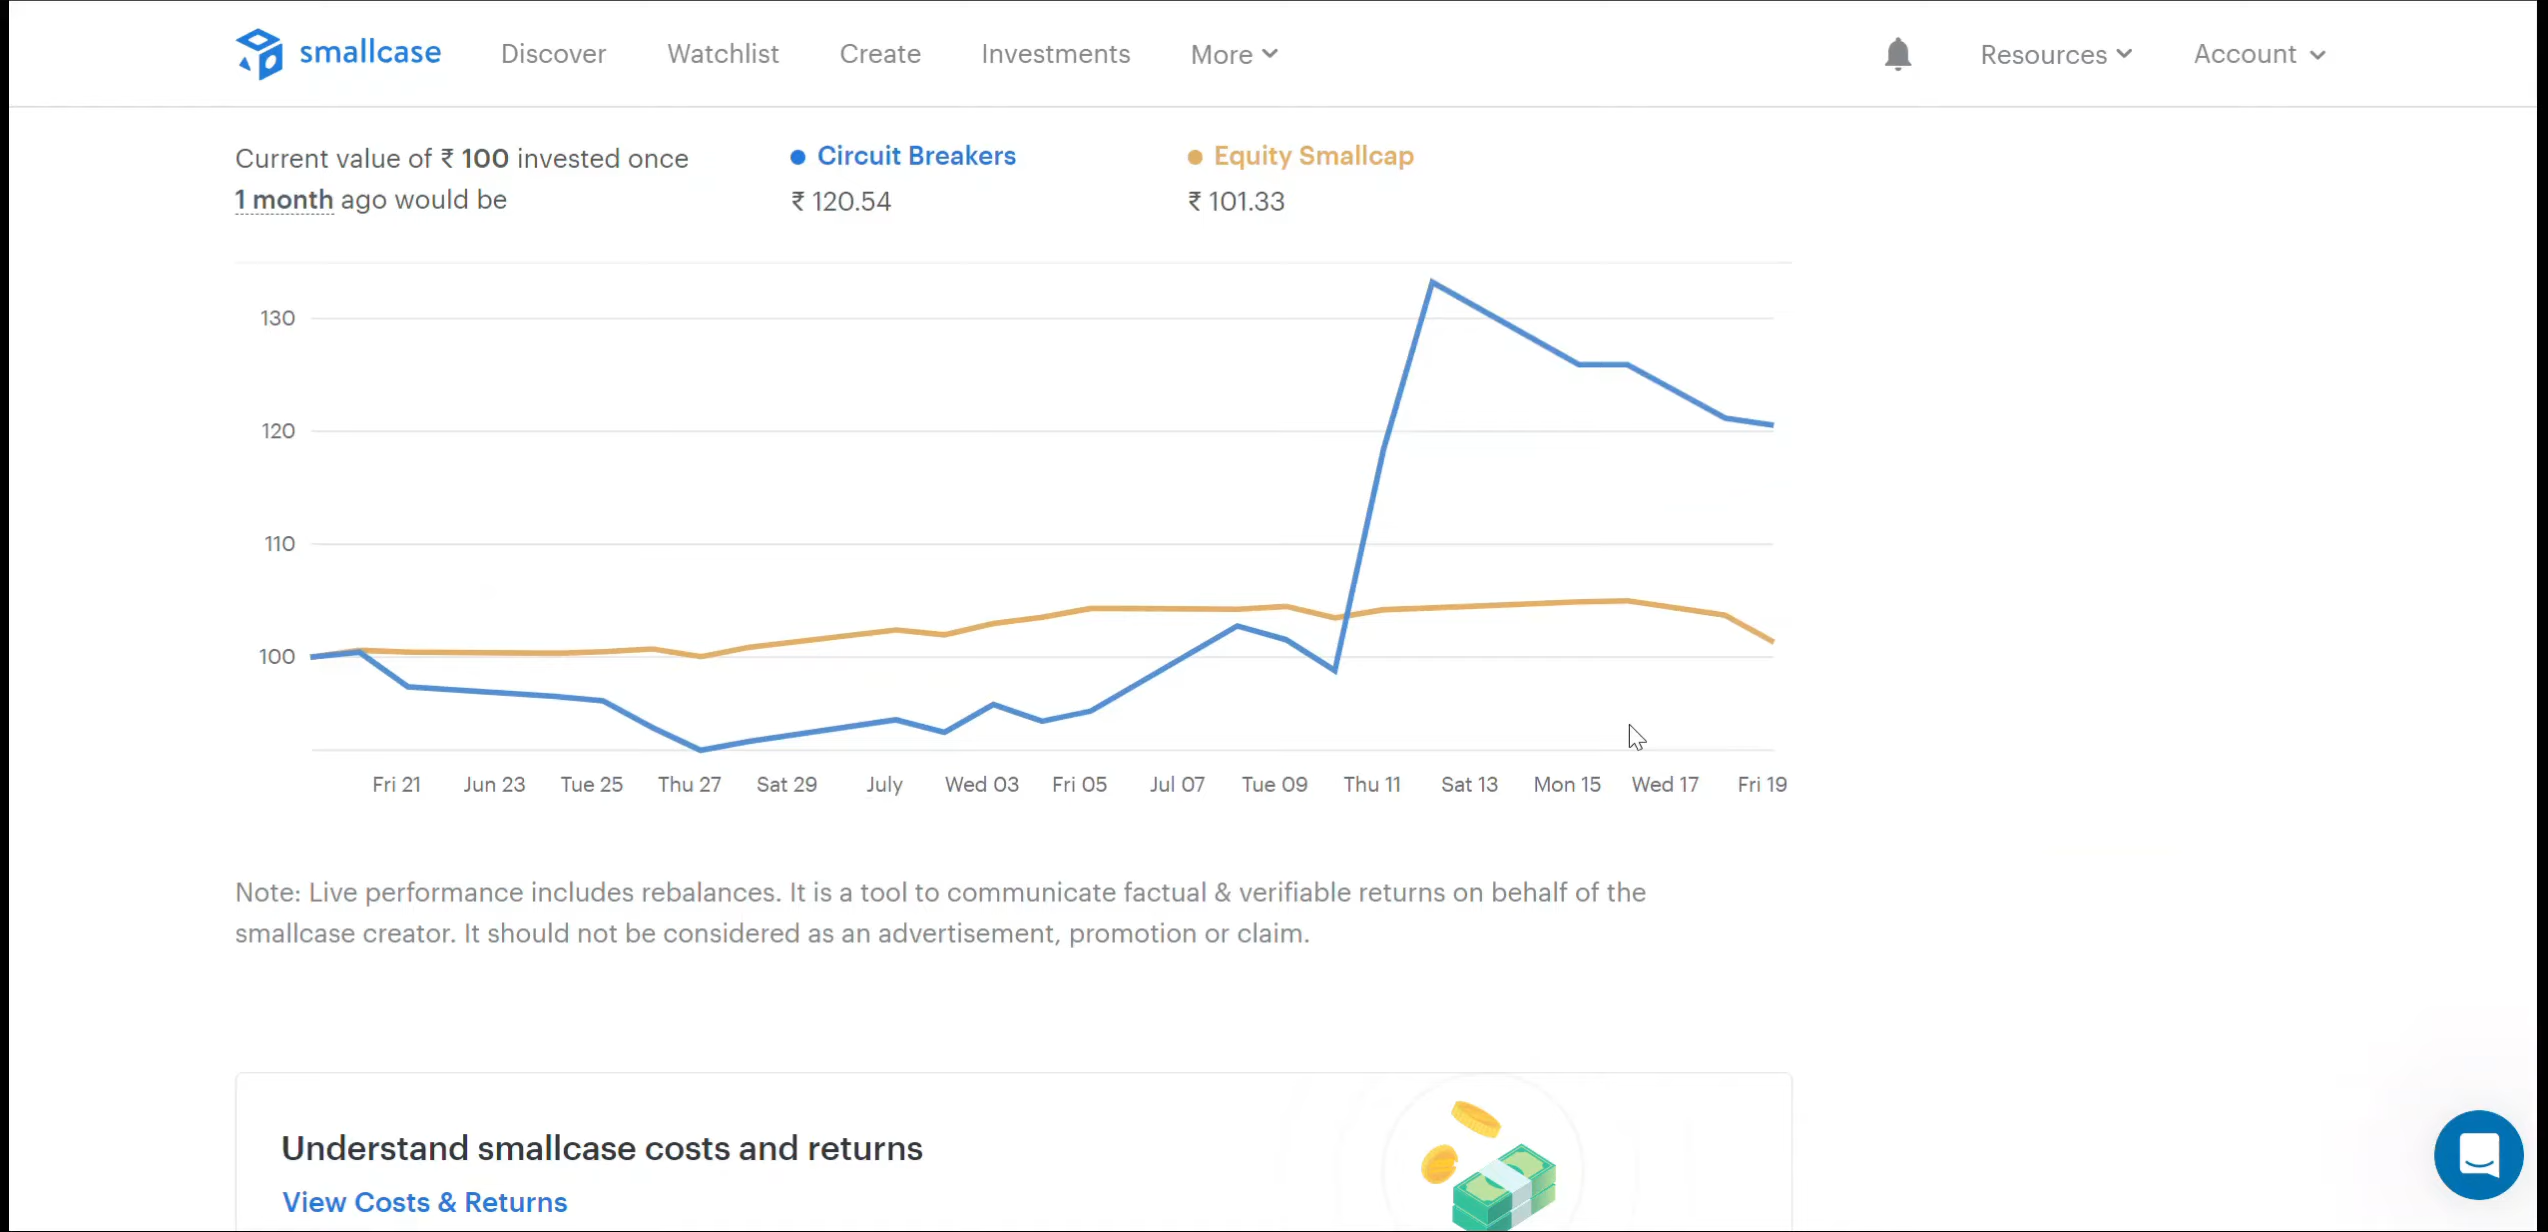 smallcase Discover Watchlist Create Investments More Resources Account
Current value of ₹ 100 invested once
1 month ago would be
Circuit Breakers
₹ 120.54
Equity Smallcap
₹ 101.33
130
120
110
100
Fri 21 Jun 23 Tue 25 Thu 27 Sat 29 July Wed 03 Fri 05 Jul 07 Tue 09 Thu 11 Sat 13 Mon 15 Wed 17 Fri 19
Note: Live performance includes rebalances. It is a tool to communicate factual & verifiable returns on behalf of the
smallcase creator. It should not be considered as an advertisement, promotion or claim.
Understand smallcase costs and returns
View Costs & Returns